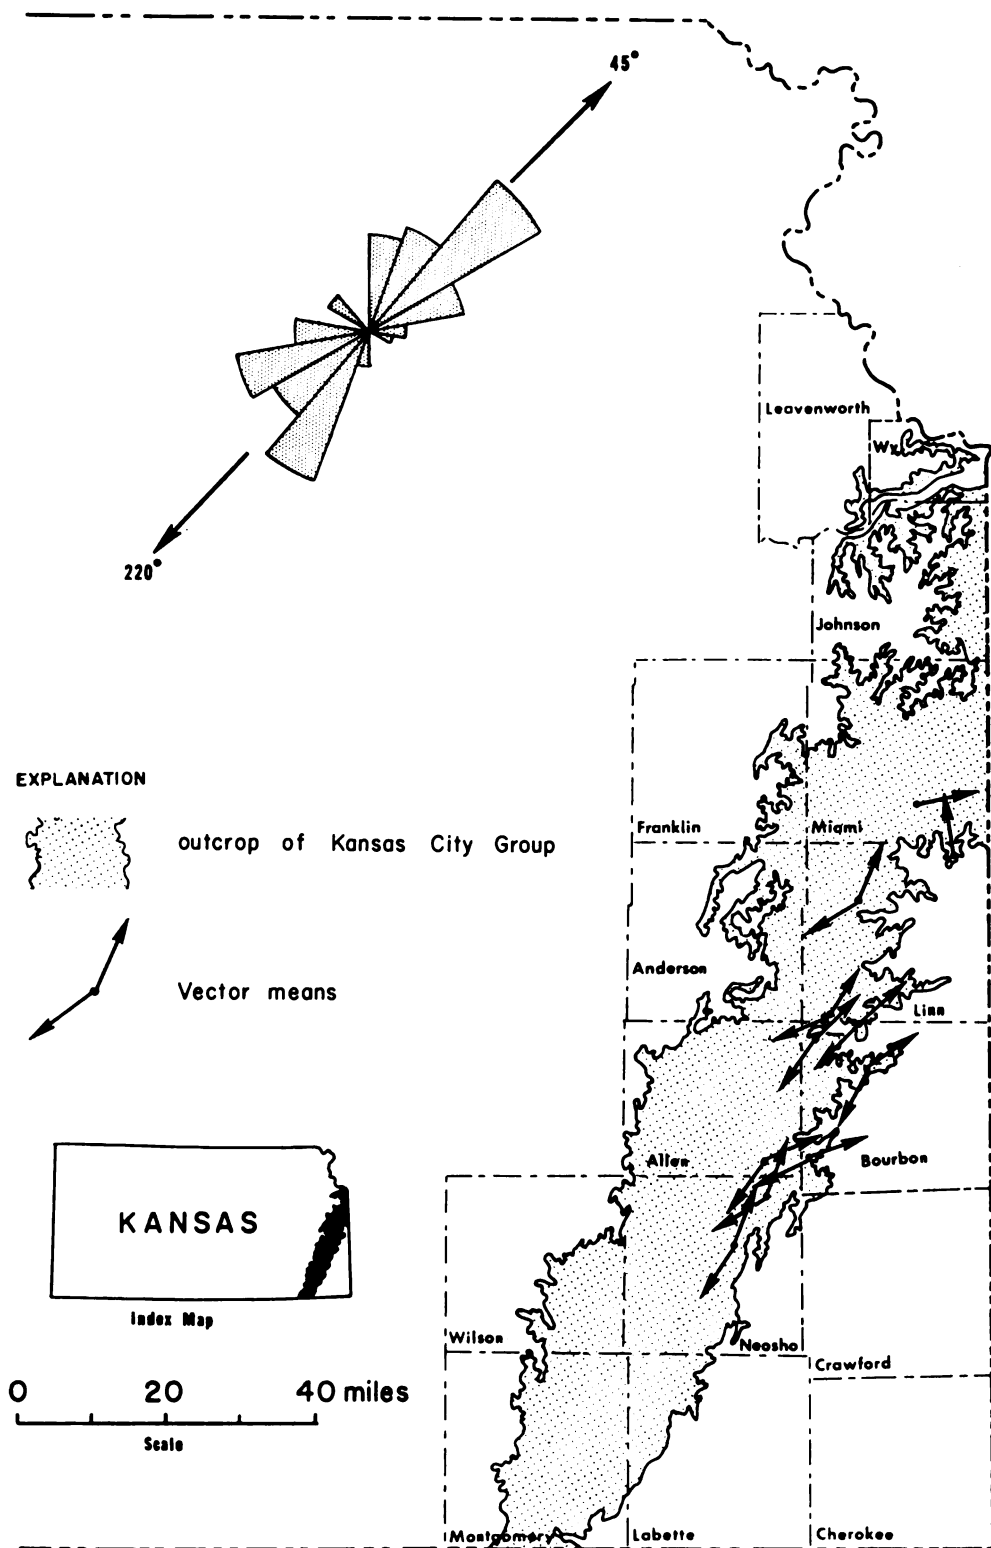 45°
220°
Leavenworth
Wy.
Johnson
EXPLANATION
outcrop of Kansas City Group
Vector means
Franklin
Miami
Anderson
Linn
Allen
Bourbon
KANSAS
Index Map
Wilson
Neosho
Crawford
0 20 40 miles
Scale
Montgomery
Labette
Cherokee